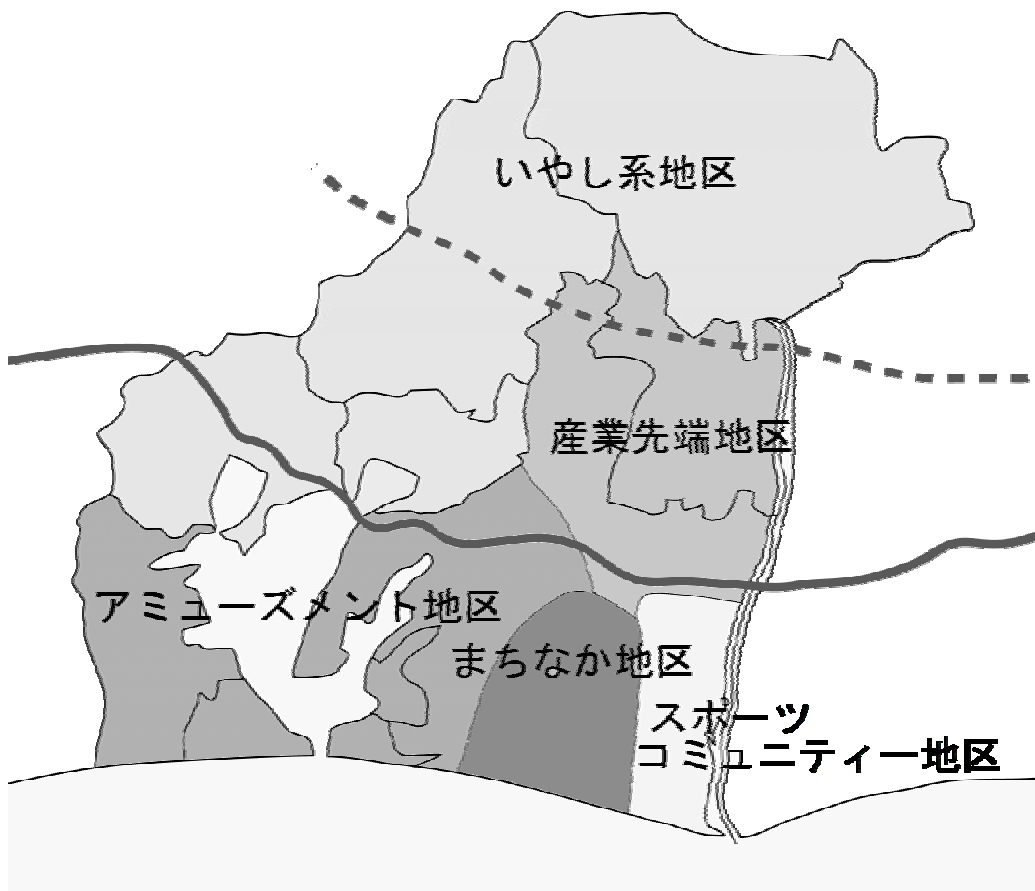 いやし系地区
産業先端地区
アミューズメント地区
まちなか地区
スポーツ
コミュニティー地区